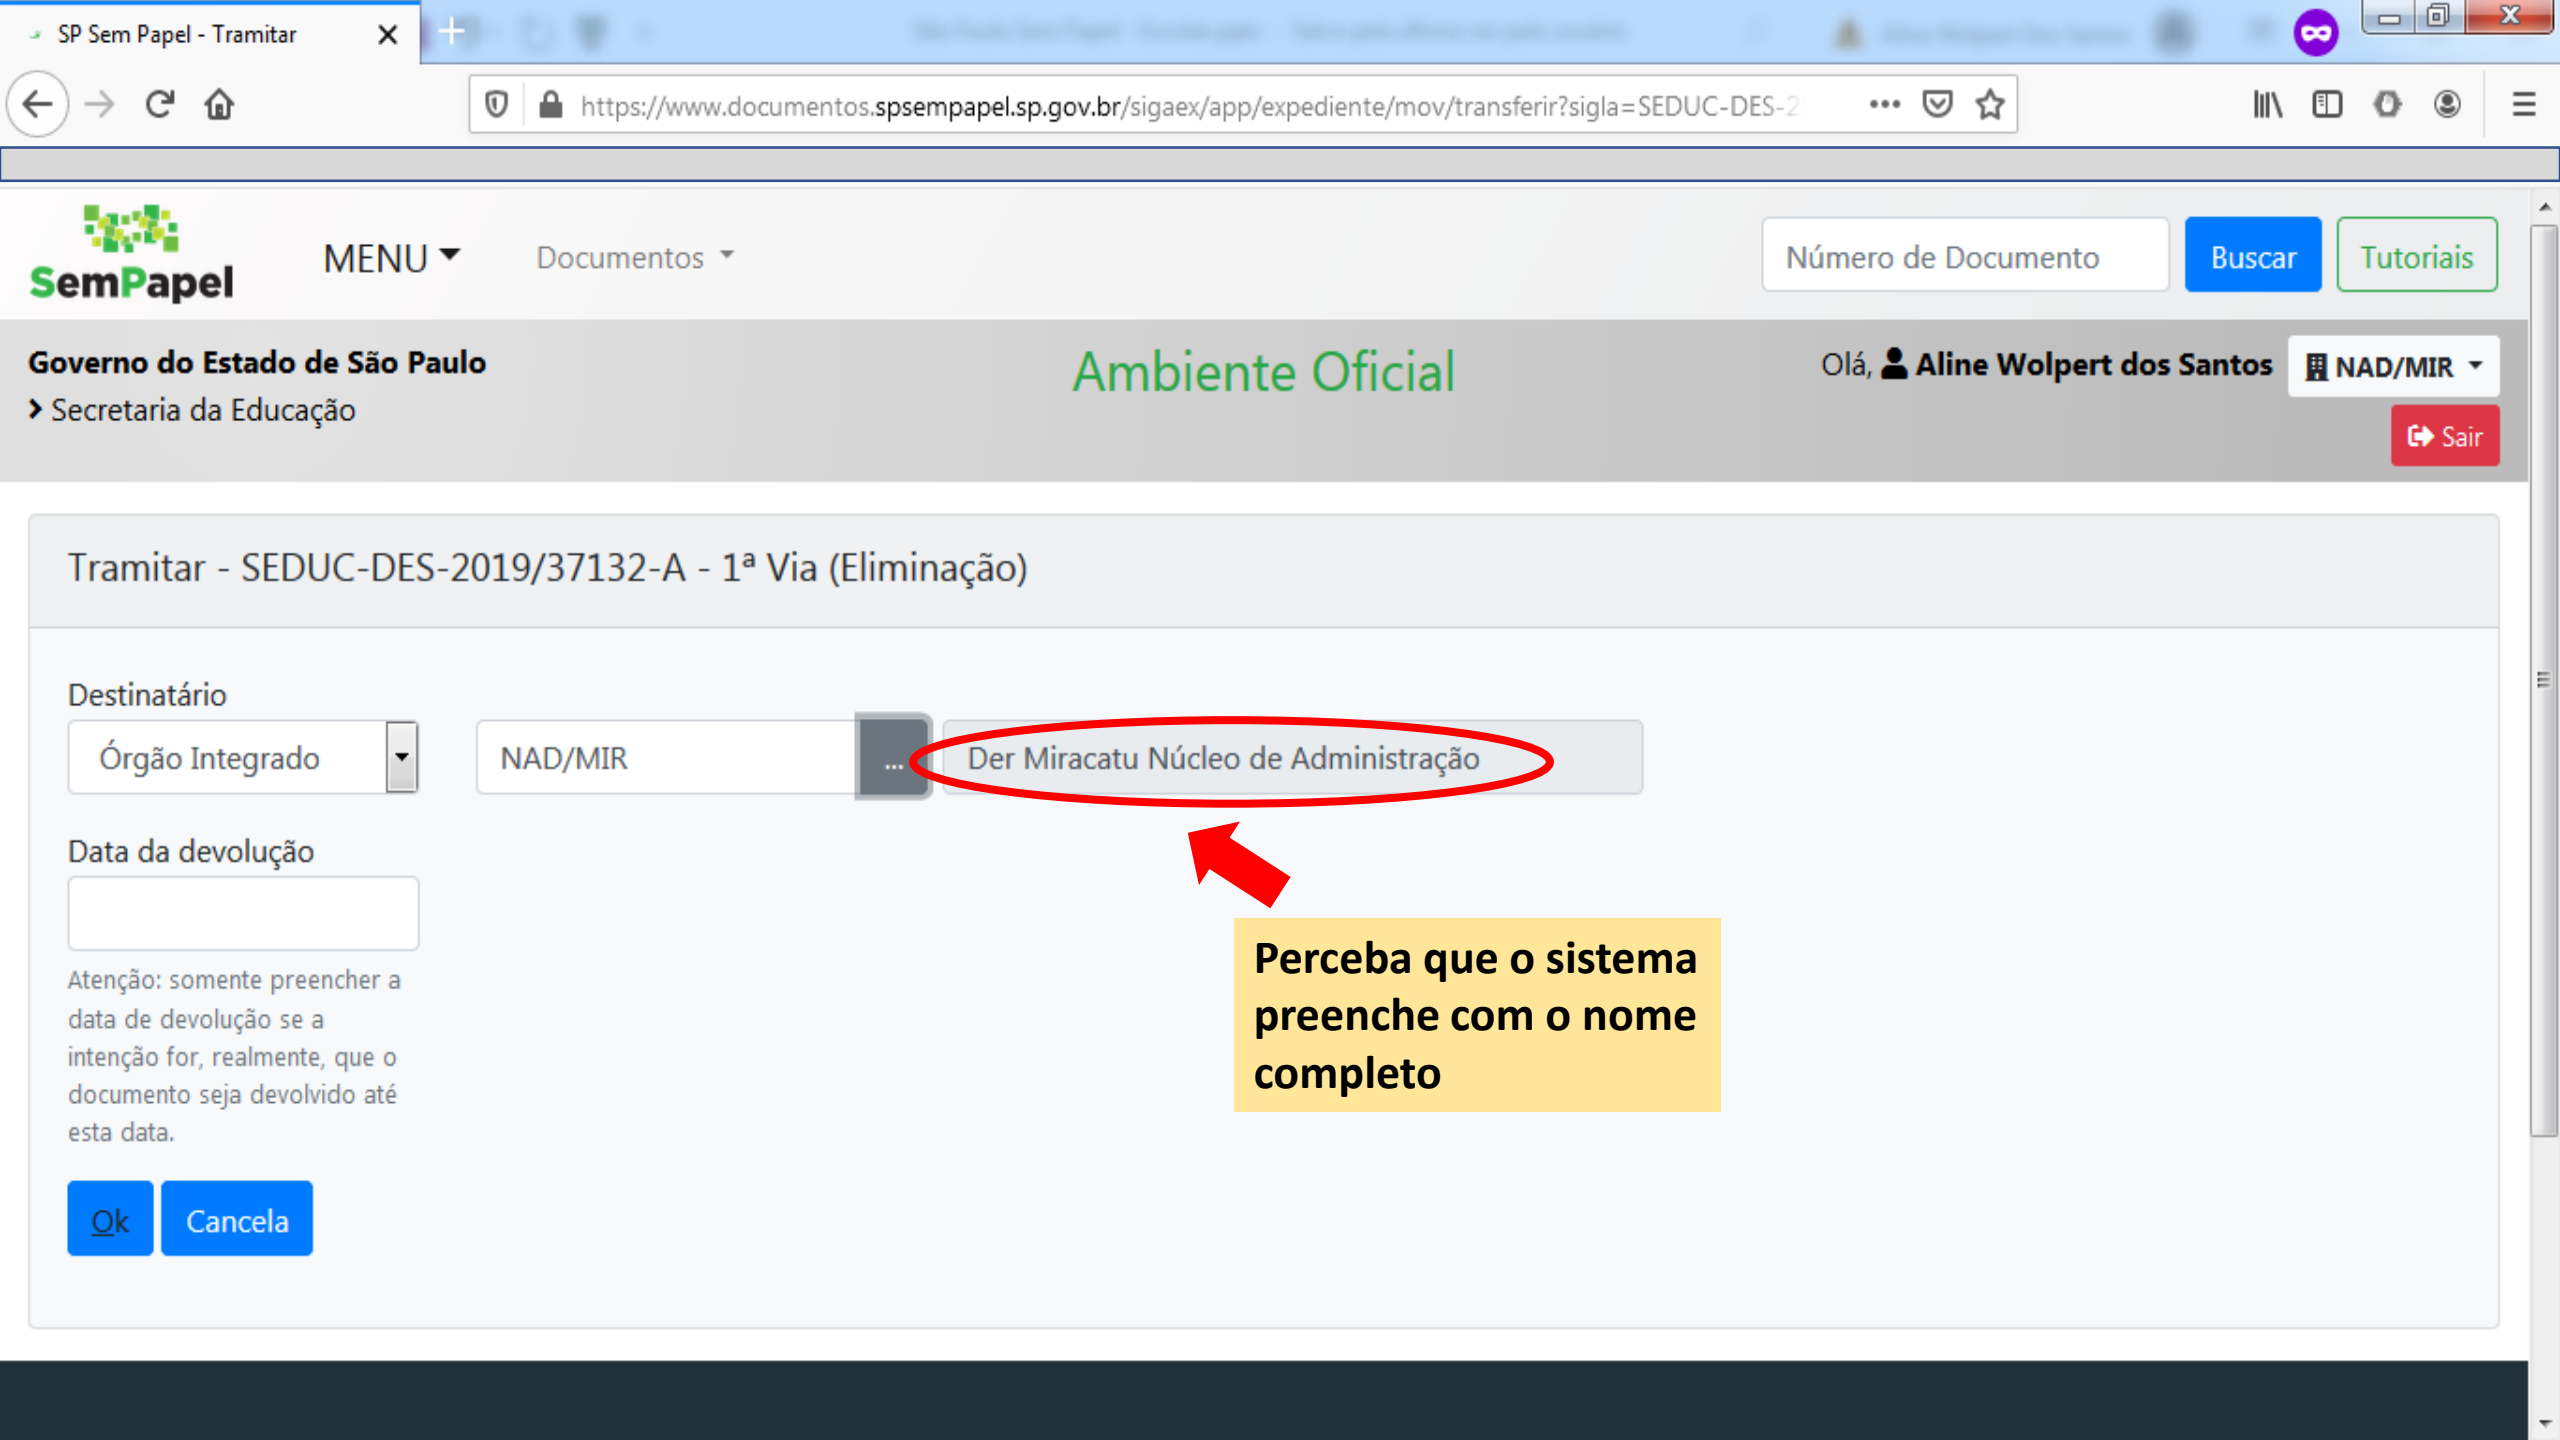 SP Sem Papel - Tramitar
https://www.documentos.spsempapel.sp.gov.br/sigaex/app/expediente/mov/transferir?sigla=SEDUC-DES-2
SemPapel
MENU
Documentos
Número de Documento
Buscar
Tutoriais
Governo do Estado de São Paulo
Secretaria da Educação
Ambiente Oficial
Olá, Aline Wolpert dos Santos
NAD/MIR
Sair
Tramitar - SEDUC-DES-2019/37132-A - 1ª Via (Eliminação)
Destinatário
Órgão Integrado
NAD/MIR
...
Der Miracatu Núcleo de Administração
Data da devolução
Atenção: somente preencher a
data de devolução se a
intenção for, realmente, que o
documento seja devolvido até
esta data.
Perceba que o sistema
preenche com o nome
completo
Ok
Cancela